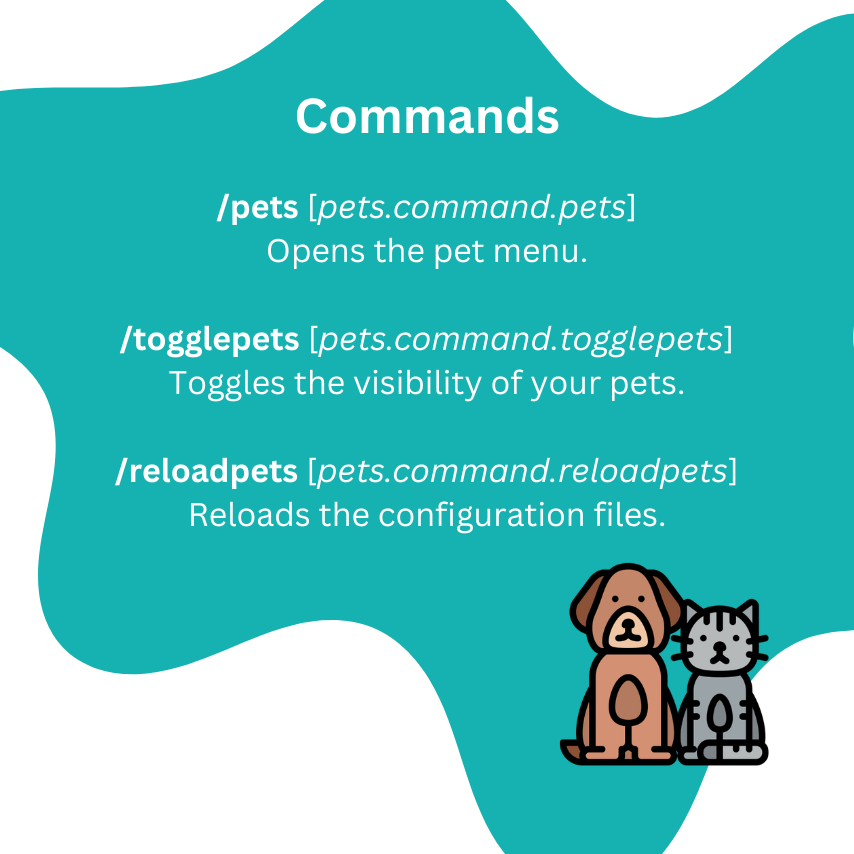 Commands
/pets [pets.command.pets]
Opens the pet menu.
/togglepets [pets.command.togglepets]
Toggles the visibility of your pets.
/reloadpets [pets.command.reloadpets]
Reloads the configuration files.